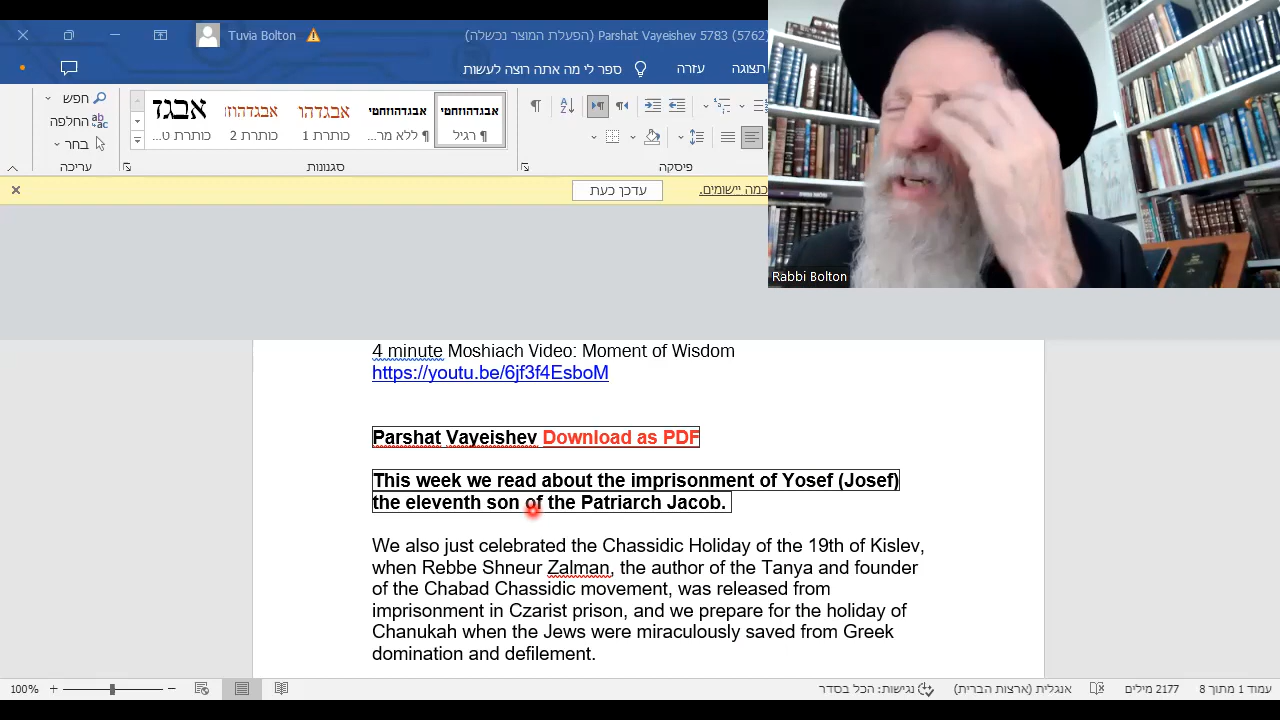 Tuvia Bolton
Parshat Vayeishev 5783 (5762) (הפעלת המוצר נכשלה)
תצוגה עזרה ספר לי מה אתה רוצה לעשות
חפש
החלפה
בחר
עריכה
אבגד כותרת ט...
אבגדהוזו כותרת 2
אבגדהו כותרת 1
אבגדהוזחטי ¶ ללא מר...
אבגדהוזחטי ¶ רגיל
סגנונות
פיסקה
כמה יישומים.
עדכן כעת
Rabbi Bolton
4 minute Moshiach Video: Moment of Wisdom
https://youtu.be/6jf3f4EsboM
Parshat Vayeishev Download as PDF
This week we read about the imprisonment of Yosef (Josef)
the eleventh son of the Patriarch Jacob.
We also just celebrated the Chassidic Holiday of the 19th of Kislev,
when Rebbe Shneur Zalman, the author of the Tanya and founder
of the Chabad Chassidic movement, was released from
imprisonment in Czarist prison, and we prepare for the holiday of
Chanukah when the Jews were miraculously saved from Greek
domination and defilement.
עמוד 1 מתוך 8
2177 מילים
אנגלית (ארצות הברית)
נגישות: הכל בסדר
100%